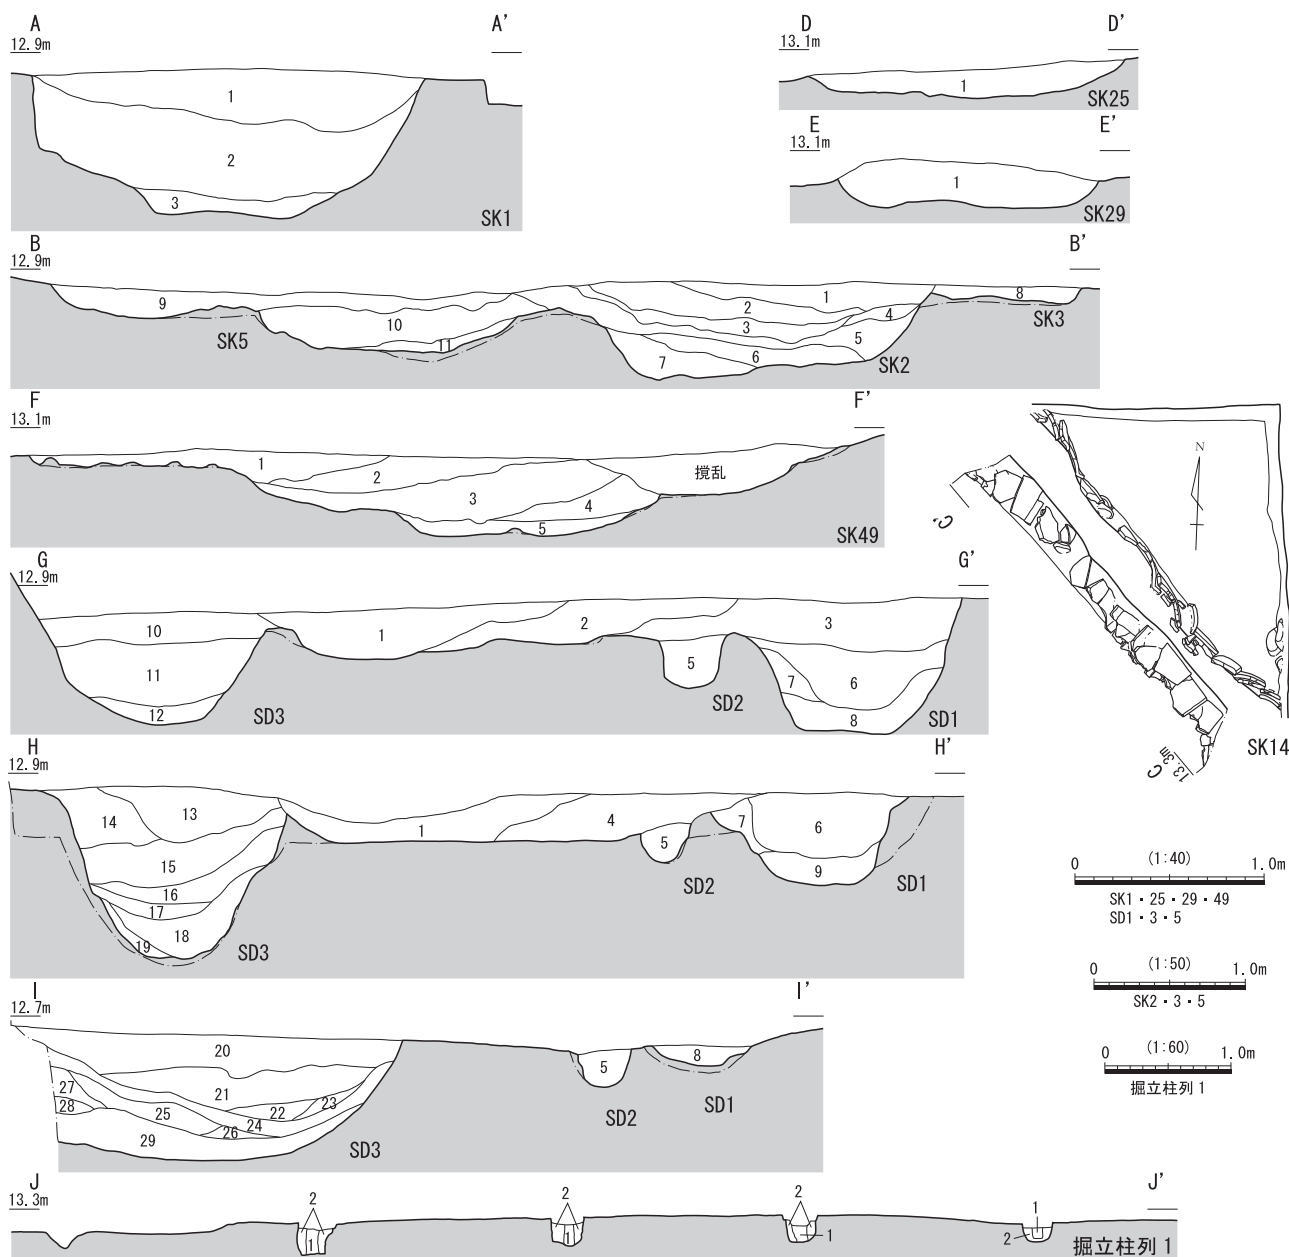 A A’
12.9m
1
2
3
SK1
D D’
13.1m
1
SK25
E E’
13.1m
1
SK29
B B’
12.9m
9
10
11
1
2
3
4
5
6
7
8
SK5
SK2
SK3
F F’
13.1m
1
2
3
4
5
撹乱
SK49
N
C’
C
13.3m
SK14
G G’
12.9m
10
11
12
1
2
3
5
7
6
8
SD3
SD2
SD1
H H’
12.9m
14
13
15
16
17
18
19
1
4
5
7
6
9
SD3
SD2
SD1
0 (1:40) 1.0m
SK1・25・29・49
SD1・3・5
0 (1:50) 1.0m
SK2・3・5
0 (1:60) 1.0m
掘立柱列1
I I’
12.7m
20
21
22
23
24
25
26
27
28
29
5
8
SD3
SD2
SD1
J J’
13.3m
2 2 2 1
1 1 1 2
掘立柱列1